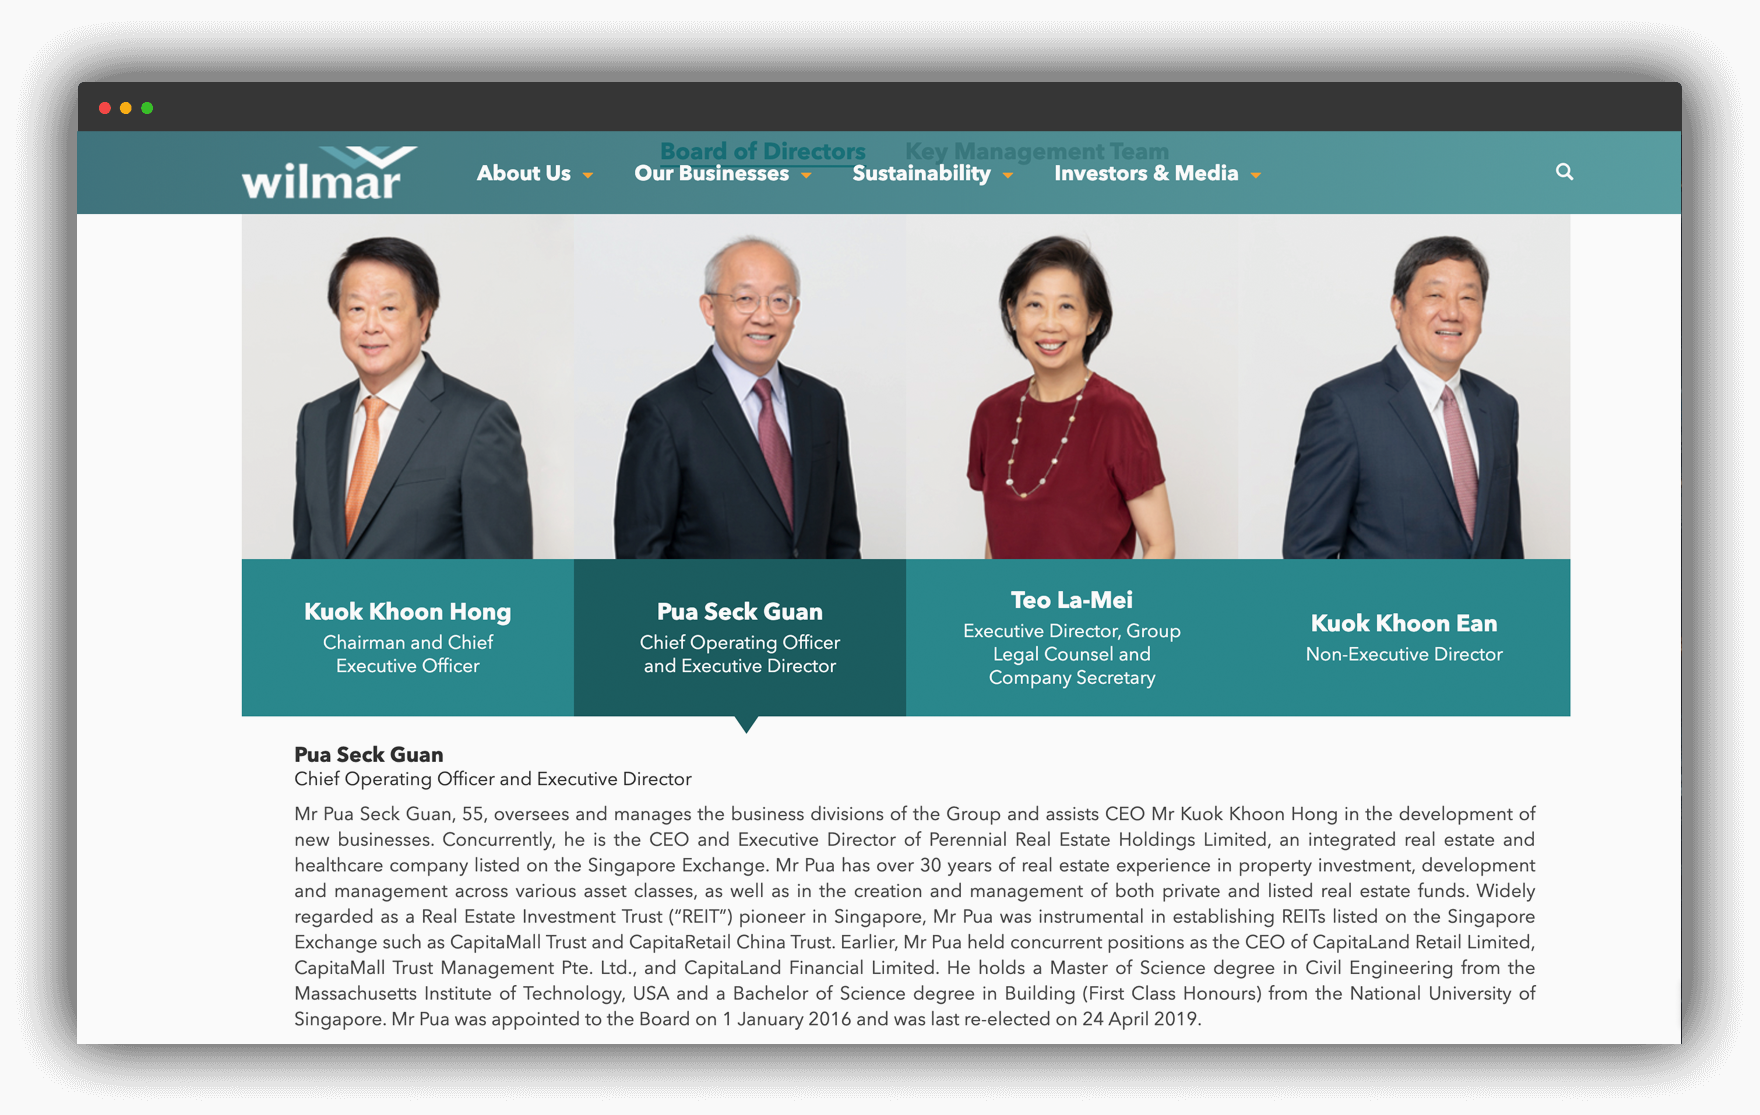 Board of Directors Key Management Team
wilmar
About Us Our Businesses Sustainability Investors & Media
Kuok Khoon Hong
Chairman and Chief
Executive Officer
Pua Seck Guan
Chief Operating Officer
and Executive Director
Teo La-Mei
Executive Director, Group
Legal Counsel and
Company Secretary
Kuok Khoon Ean
Non-Executive Director
Pua Seck Guan
Chief Operating Officer and Executive Director
Mr Pua Seck Guan, 55, oversees and manages the business divisions of the Group and assists CEO Mr Kuok Khoon Hong in the development of
new businesses. Concurrently, he is the CEO and Executive Director of Perennial Real Estate Holdings Limited, an integrated real estate and
healthcare company listed on the Singapore Exchange. Mr Pua has over 30 years of real estate experience in property investment, development
and management across various asset classes, as well as in the creation and management of both private and listed real estate funds. Widely
regarded as a Real Estate Investment Trust (“REIT”) pioneer in Singapore, Mr Pua was instrumental in establishing REITs listed on the Singapore
Exchange such as CapitaMall Trust and CapitaRetail China Trust. Earlier, Mr Pua held concurrent positions as the CEO of CapitaLand Retail Limited,
CapitaMall Trust Management Pte. Ltd., and CapitaLand Financial Limited. He holds a Master of Science degree in Civil Engineering from the
Massachusetts Institute of Technology, USA and a Bachelor of Science degree in Building (First Class Honours) from the National University of
Singapore. Mr Pua was appointed to the Board on 1 January 2016 and was last re-elected on 24 April 2019.